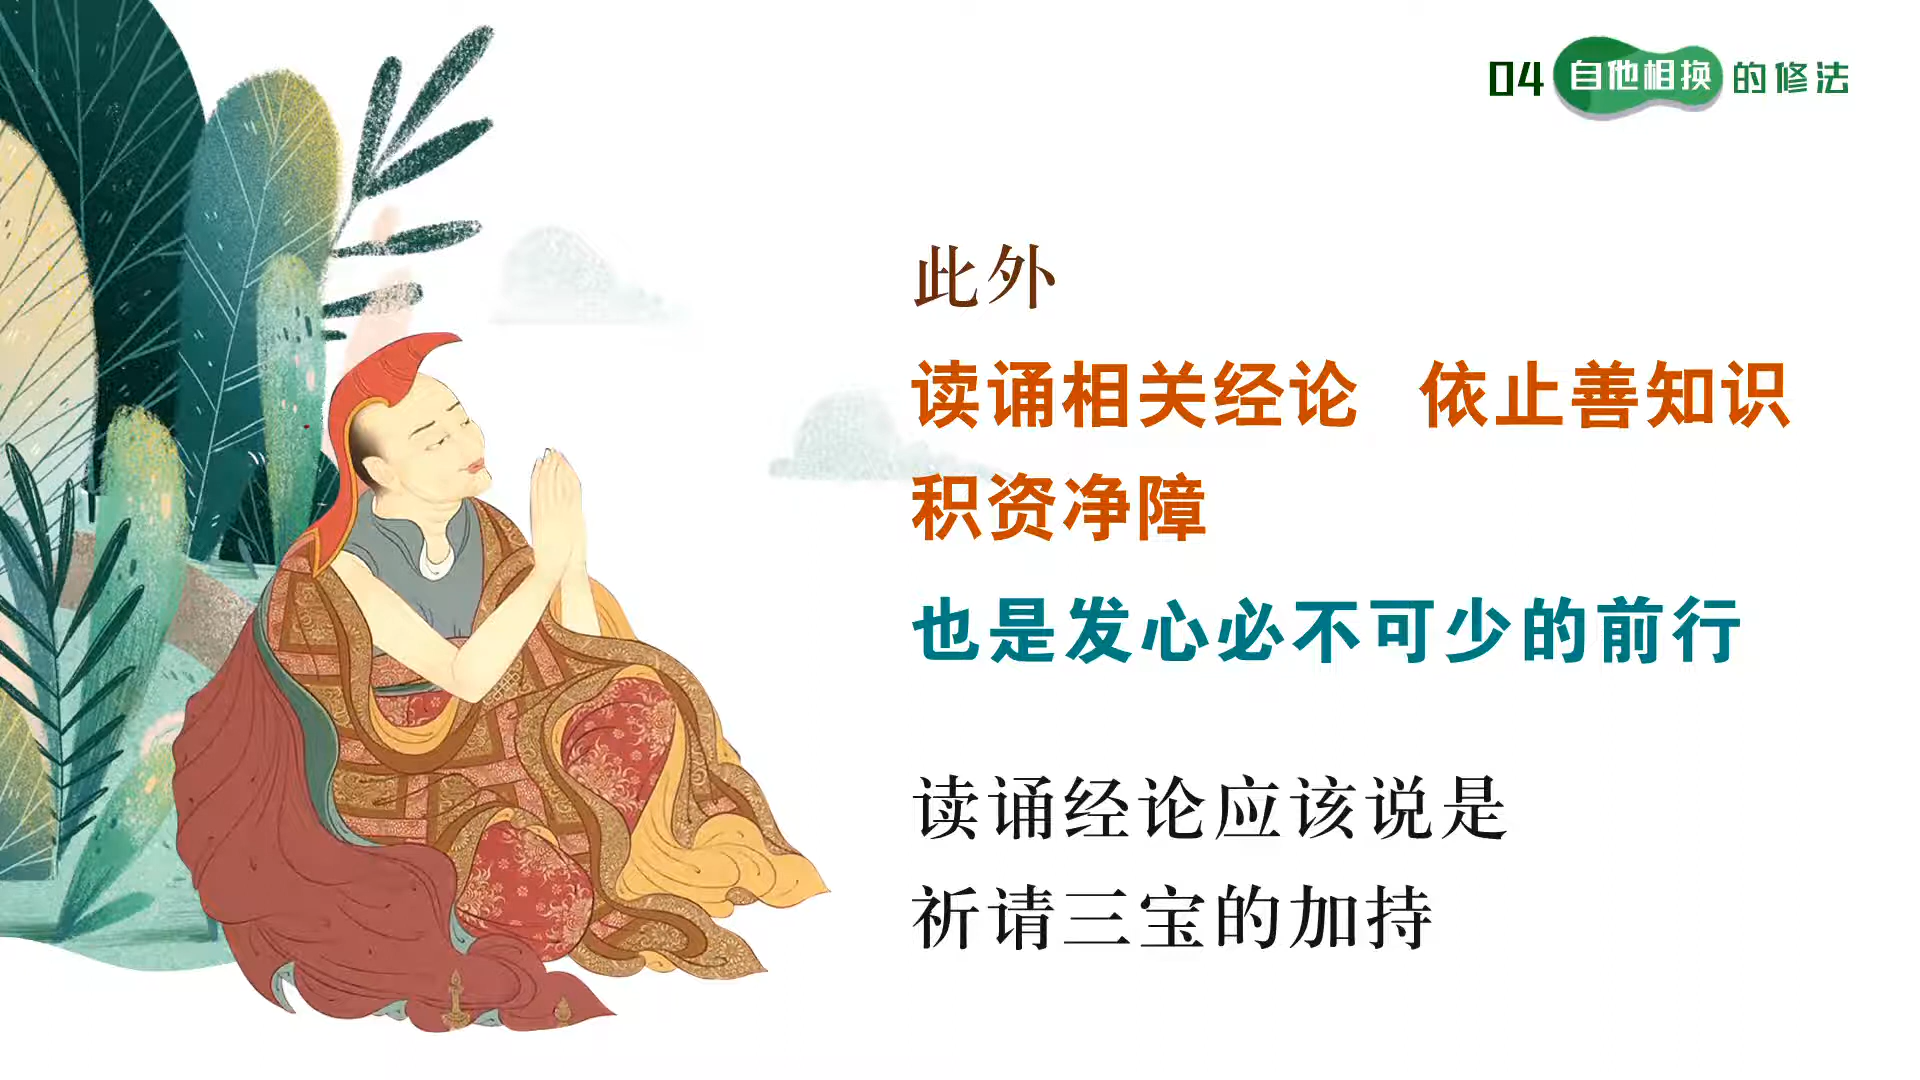 04 自他相换 的修法
此外
读诵相关经论 依止善知识
积资净障
也是发心必不可少的前行
读诵经论应该说是
祈请三宝的加持